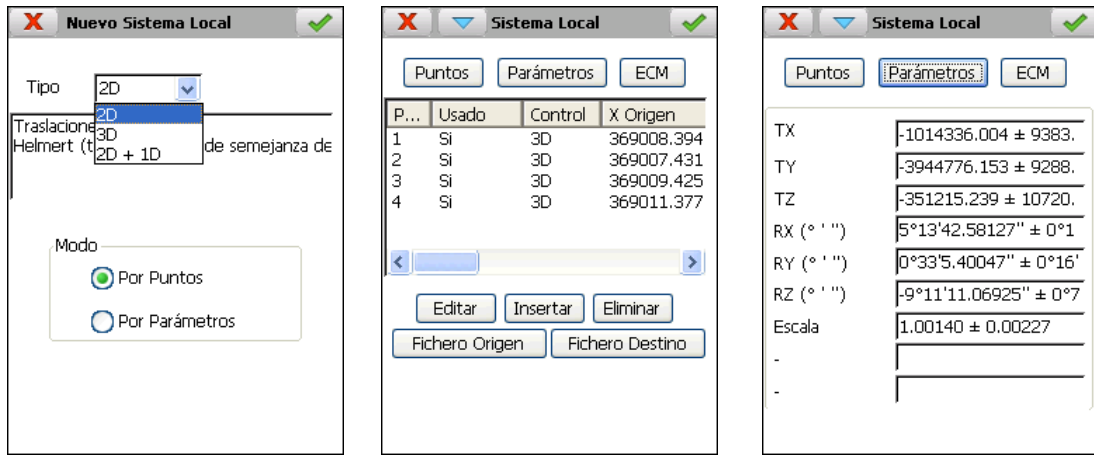 Nuevo Sistema Local
Tipo 2D
2D
3D
2D + 1D
Traslacione
Helmert (t de semejanza de
Modo
Por Puntos
Por Parámetros
Sistema Local
Puntos Parámetros ECM
P... Usado Control X Origen
1 Si 3D 369008.394
2 Si 3D 369007.431
3 Si 3D 369009.425
4 Si 3D 369011.377
Editar Insertar Eliminar
Fichero Origen Fichero Destino
Sistema Local
Puntos Parámetros ECM
TX -1014336.004 ± 9383.
TY -3944776.153 ± 9288.
TZ -351215.239 ± 10720.
RX (° ' '') 5°13'42.58127'' ± 0°1
RY (° ' '') 0°33'5.40047'' ± 0°16'
RZ (° ' '') -9°11'11.06925'' ± 0°7
Escala 1.00140 ± 0.00227
-
-